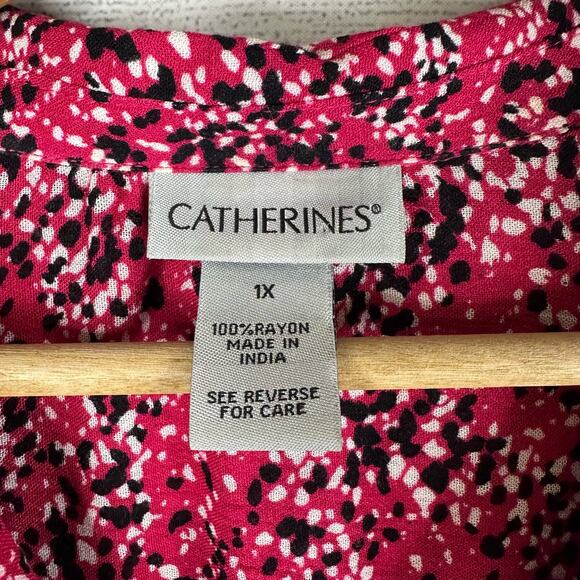 CATHERINES®
1X
100%RAYON
MADE IN
INDIA
SEE REVERSE
FOR CARE